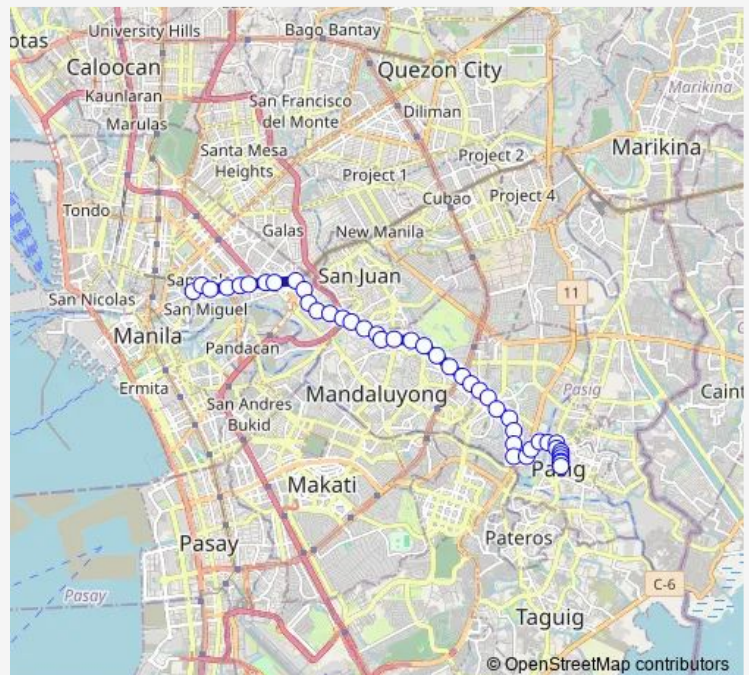 University Hills
Bago Bantay
otas
Caloocan
Quezon City
Kaunlaran
San Francisco
del Monte
Marikina
Diliman
Marulas
Santa Mesa
Heights
Project 2
Marikina
Project 1
Cubao
Project 4
Tondo
Galas
New Manila
San Juan
San Nicolas
San Miguel
11
Manila
Pandacan
Ermita
Mandaluyong
Pasig
Caint
San Andres
Bukid
Makati
Pasig
Pasay
Pateros
C-6
Pasay
Taguig
© OpenStreetMap contributors